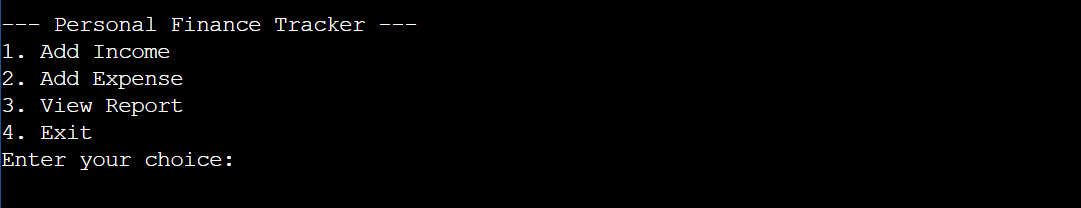 --- Personal Finance Tracker ---
1. Add Income
2. Add Expense
3. View Report
4. Exit
Enter your choice: